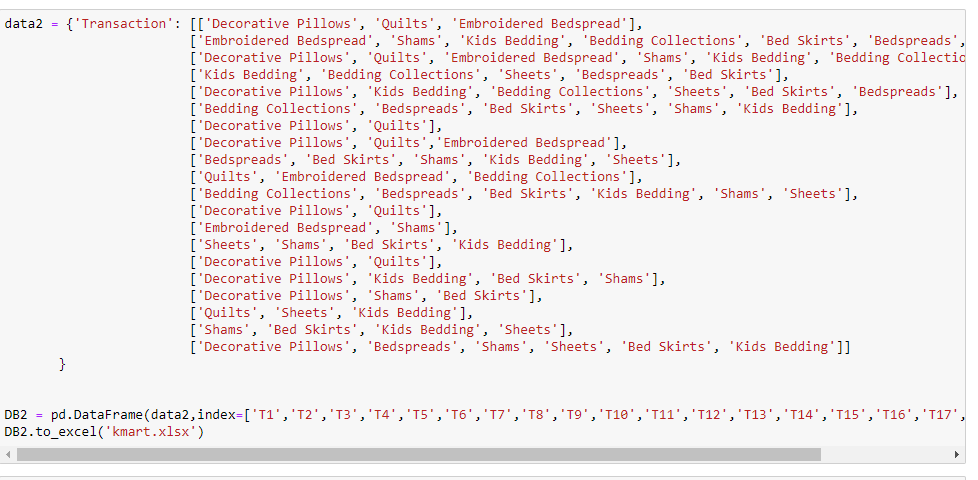 data2 = {'Transaction': [['Decorative Pillows', 'Quilts', 'Embroidered Bedspread'],
['Embroidered Bedspread', 'Shams', 'Kids Bedding', 'Bedding Collections', 'Bed Skirts', 'Bedspreads',
['Decorative Pillows', 'Quilts', 'Embroidered Bedspread', 'Shams', 'Kids Bedding', 'Bedding Collectio
['Kids Bedding', 'Bedding Collections', 'Sheets', 'Bedspreads', 'Bed Skirts'],
['Decorative Pillows', 'Kids Bedding', 'Bedding Collections', 'Sheets', 'Bed Skirts', 'Bedspreads'],
['Bedding Collections', 'Bedspreads', 'Bed Skirts', 'Sheets', 'Shams', 'Kids Bedding'],
['Decorative Pillows', 'Quilts'],
['Decorative Pillows', 'Quilts','Embroidered Bedspread'],
['Bedspreads', 'Bed Skirts', 'Shams', 'Kids Bedding', 'Sheets'],
['Quilts', 'Embroidered Bedspread', 'Bedding Collections'],
['Bedding Collections', 'Bedspreads', 'Bed Skirts', 'Kids Bedding', 'Shams', 'Sheets'],
['Decorative Pillows', 'Quilts'],
['Embroidered Bedspread', 'Shams'],
['Sheets', 'Shams', 'Bed Skirts', 'Kids Bedding'],
['Decorative Pillows', 'Quilts'],
['Decorative Pillows', 'Kids Bedding', 'Bed Skirts', 'Shams'],
['Decorative Pillows', 'Shams', 'Bed Skirts'],
['Quilts', 'Sheets', 'Kids Bedding'],
['Shams', 'Bed Skirts', 'Kids Bedding', 'Sheets'],
['Decorative Pillows', 'Bedspreads', 'Shams', 'Sheets', 'Bed Skirts', 'Kids Bedding']]
}
DB2 = pd.DataFrame(data2,index=['T1','T2','T3','T4','T5','T6','T7','T8','T9','T10','T11','T12','T13','T14','T15','T16','T17',
DB2.to_excel('kmart.xlsx')